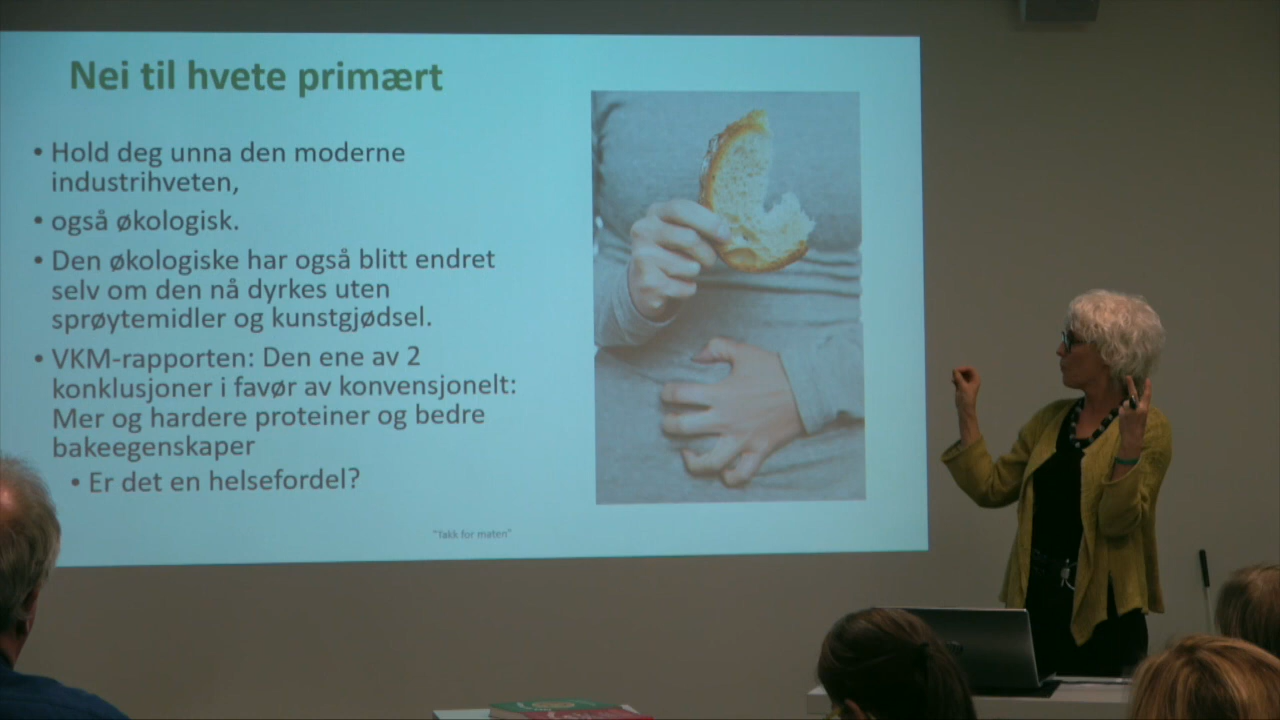 Nei til hvete primært
• Hold deg unna den moderne
industrihveten,
• også økologisk.
• Den økologiske har også blitt endret
selv om den nå dyrkes uten
sprøytemidler og kunstgjødsel.
• VKM-rapporten: Den ene av 2
konklusjoner i favør av konvensjonelt:
Mer og hardere proteiner og bedre
bakeegenskaper
• Er det en helsefordel?
"Takk for maten"